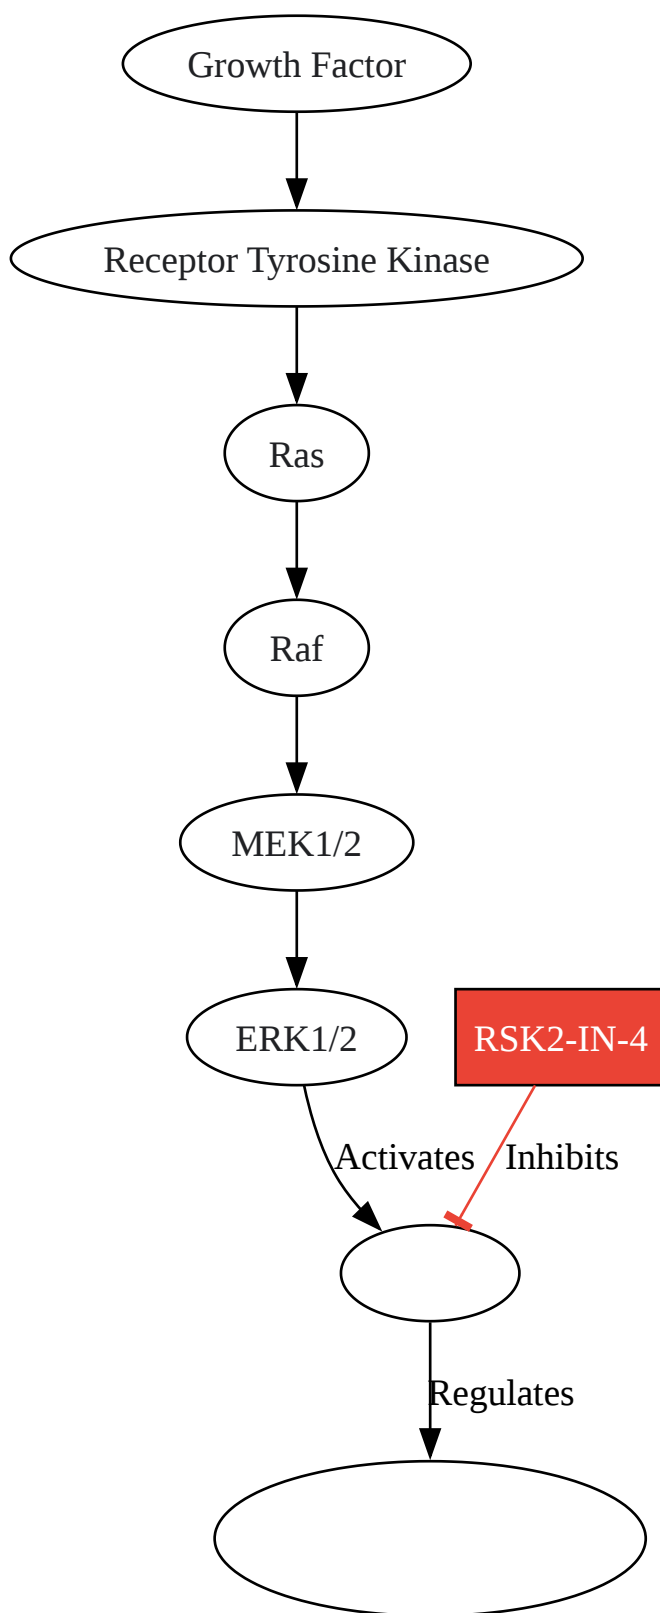 Growth Factor
Receptor Tyrosine Kinase
Ras
Raf
MEK1/2
ERK1/2
RSK2-IN-4
Activates
Inhibits
Regulates